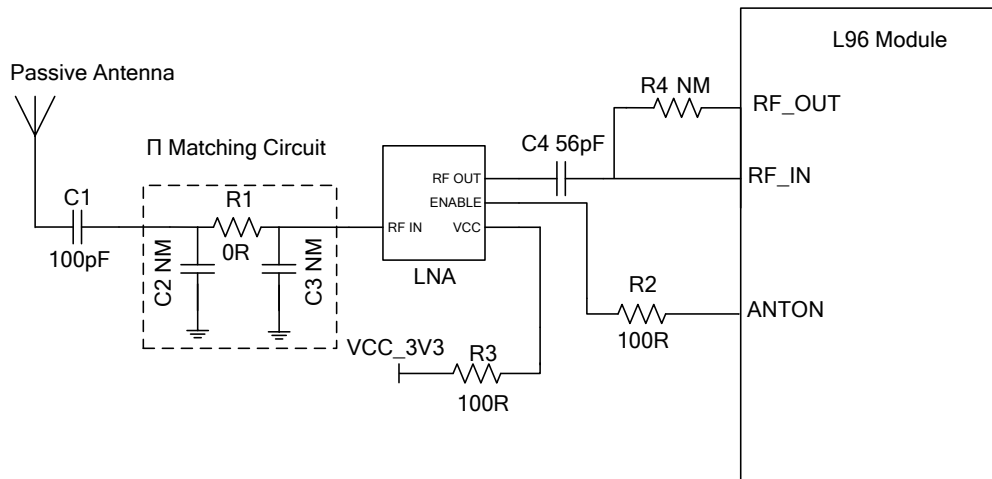 L96 Module
Passive Antenna
R4 NM
RF_OUT
C4 56pF
Π Matching Circuit
RF_IN
RF OUT
C1
R1
ENABLE
RF IN
VCC
100pF
C2 NM
0R
C3 NM
LNA
R2
ANTON
100R
VCC_3V3
R3
100R